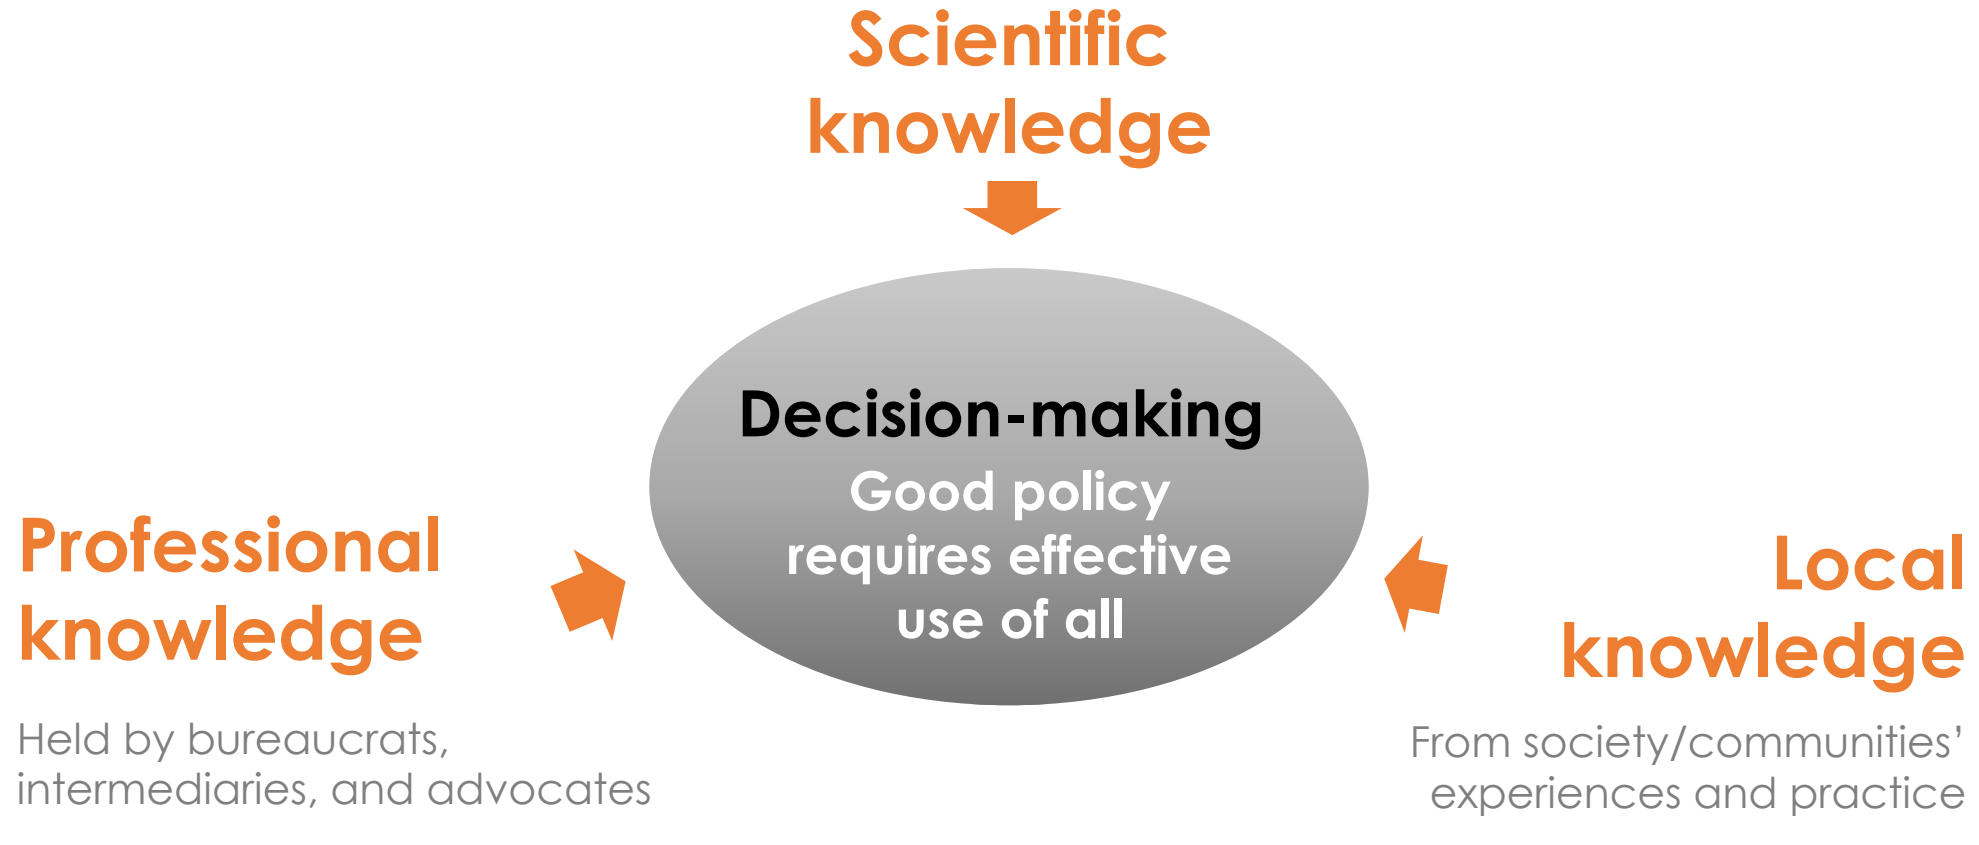 Scientific
knowledge
Decision-making
Good policy
requires effective
use of all
Professional
knowledge
Held by bureaucrats,
intermediaries, and advocates
Local
knowledge
From society/communities’
experiences and practice